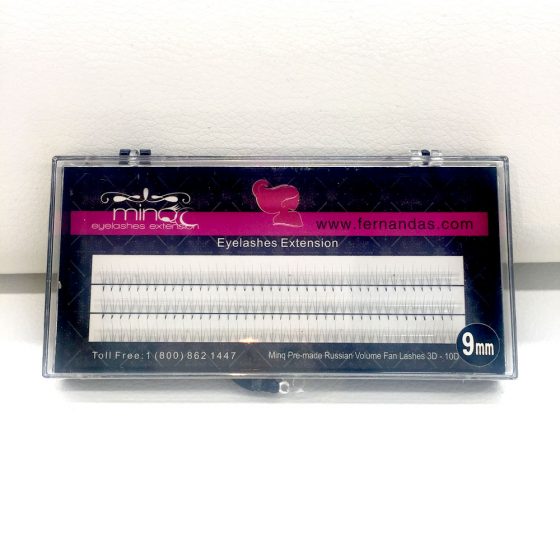 minq
eyelashes extension
www.fernandas.com
Eyelashes Extension
Toll Free:1 (800) 862 1447
Minq Pre-made Russian Volume Fan Lashes 3D - 10D
9mm